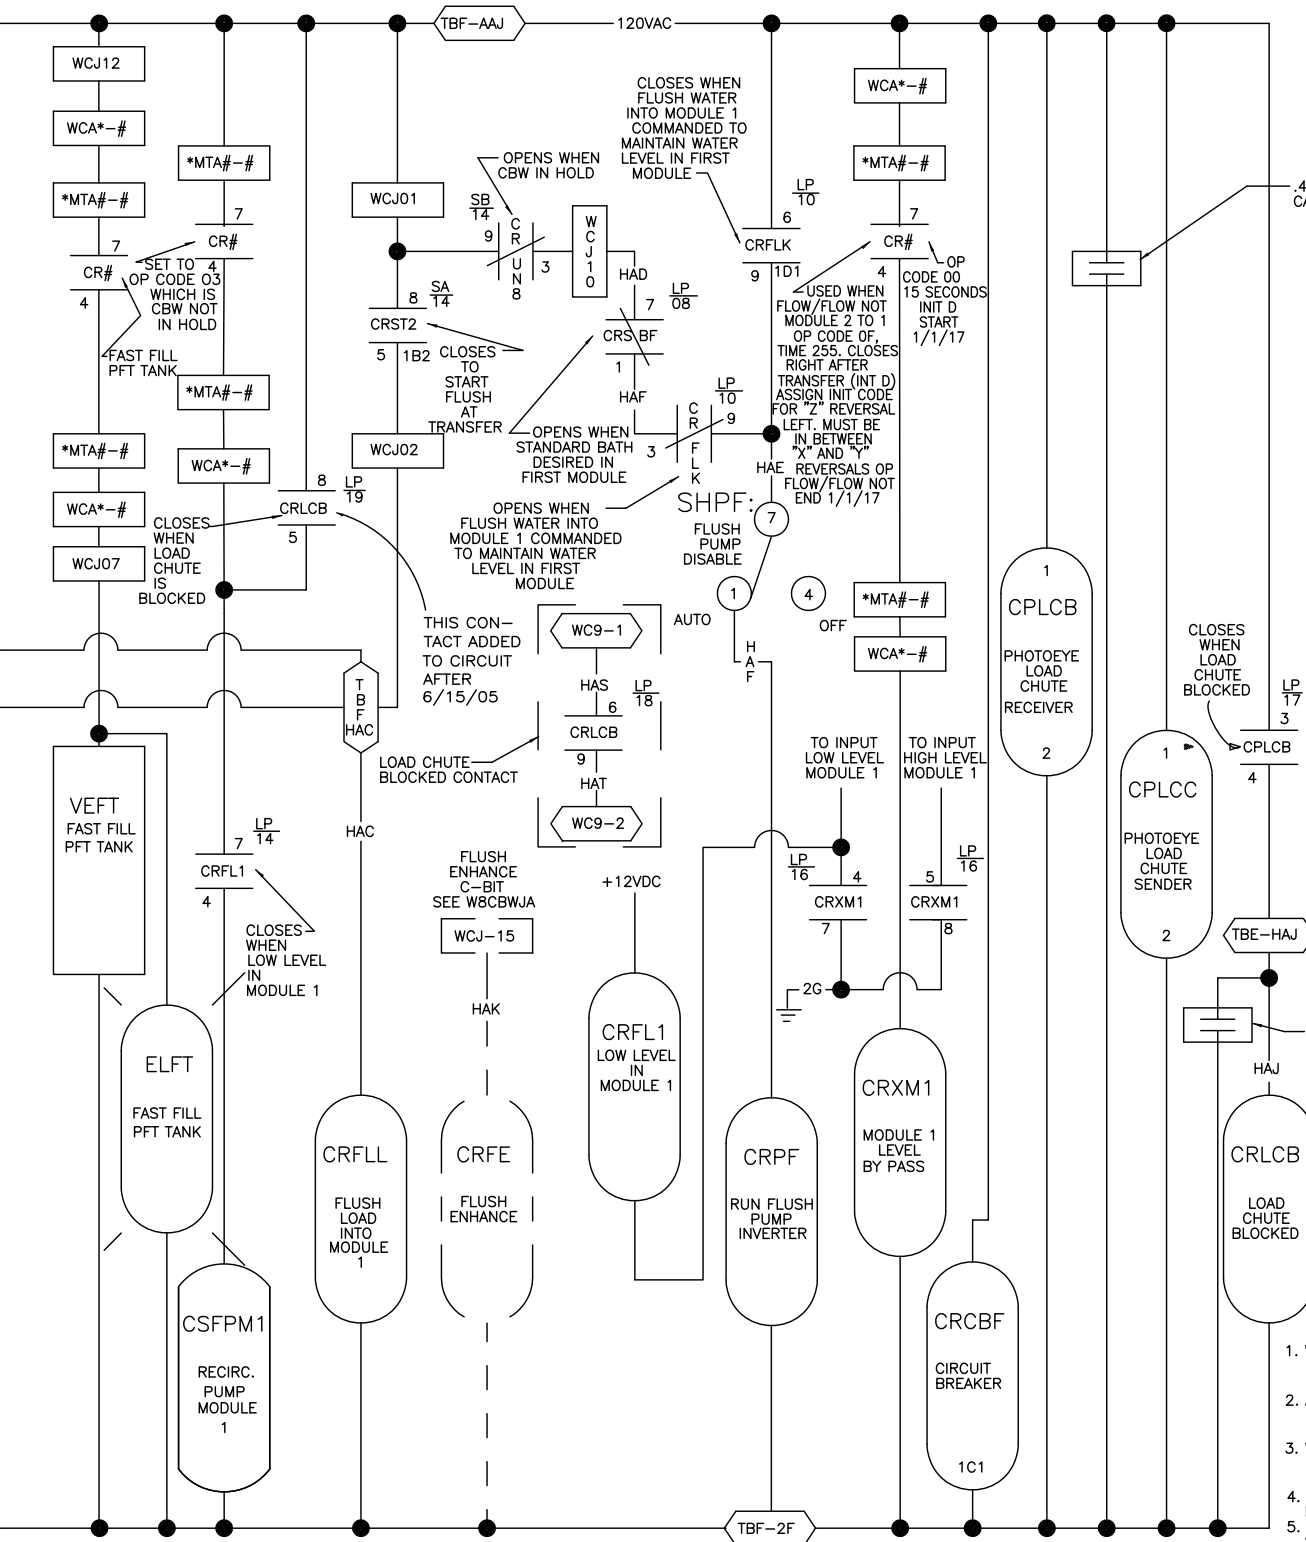 TBF-AAJ
120VAC
WCJ12
WCA*-#
*MTA#-#
7
CR#
4
SET TO
OP CODE 03
WHICH IS
CBW NOT
IN HOLD
FAST FILL
PFT TANK
*MTA#-#
WCA*-#
WCJ07
*MTA#-#
7
CR#
4
*MTA#-#
WCA*-#
CLOSES
WHEN
LOAD
CHUTE
IS
BLOCKED
8
LP
19
CRLCB
5
THIS CON-
TACT ADDED
TO CIRCUIT
AFTER
6/15/05
WCJ01
8
SA
14
CRST2
5
1B2
CLOSES
TO
START
FLUSH
AT
TRANSFER
WCJ02
OPENS WHEN
CBW IN HOLD
SB
14
9
C
R
U
N
8
3
W
C
J
1
0
HAD
7
LP
08
CRSBF
1
HAF
OPENS WHEN
STANDARD BATH
DESIRED IN
FIRST MODULE
CLOSES WHEN
FLUSH WATER
INTO MODULE 1
COMMANDED TO
MAINTAIN WATER
LEVEL IN FIRST
MODULE
LP
10
6
CRFLK
9
1D1
LP
10
C
R
F
L
K
9
3
OPENS WHEN
FLUSH WATER INTO
MODULE 1 COMMANDED
TO MAINTAIN WATER
LEVEL IN FIRST
MODULE
HAE
SHPF:
7
FLUSH
PUMP
DISABLE
1
4
AUTO
OFF
H
A
F
WCA*-#
*MTA#-#
7
CR#
4
OP
CODE 00
15 SECONDS
INIT D
START
1/1/17
USED WHEN
FLOW/FLOW NOT
MODULE 2 TO 1
OP CODE OF,
TIME 255. CLOSES
RIGHT AFTER
TRANSFER (INT D)
ASSIGN INIT CODE
FOR "Z" REVERSAL
LEFT. MUST BE
IN BETWEEN
"X" AND "Y"
REVERSALS OP
FLOW/FLOW NOT
END 1/1/17
*MTA#-#
WCA*-#
T
B
F
HAC
HAC
WC9-1
HAS
LP
18
6
CRLCB
9
HAT
WC9-2
LOAD CHUTE
BLOCKED CONTACT
FLUSH
ENHANCE
C-BIT
SEE W8CBWJA
WCJ-15
HAK
+12VDC
TO INPUT
LOW LEVEL
MODULE 1
TO INPUT
HIGH LEVEL
MODULE 1
LP
16
4
CRXM1
7
5
LP
16
CRXM1
8
2G
VEFT
FAST FILL
PFT TANK
7
LP
14
CRFL1
4
CLOSES
WHEN
LOW LEVEL
IN
MODULE 1
ELFT
FAST FILL
PFT TANK
CSFPM1
RECIRC.
PUMP
MODULE
1
CRFLL
FLUSH
LOAD
INTO
MODULE
1
CRFE
FLUSH
ENHANCE
CRFL1
LOW LEVEL
IN
MODULE 1
CRPF
RUN FLUSH
PUMP
INVERTER
CRXM1
MODULE 1
LEVEL
BY PASS
CRCBF
CIRCUIT
BREAKER
1C1
1
CPLCB
PHOTOEYE
LOAD
CHUTE
RECEIVER
2
1
CPLCC
PHOTOEYE
LOAD
CHUTE
SENDER
2
.4
CA
CLOSES
WHEN
LOAD
CHUTE
BLOCKED
LP
17
3
CPLCB
4
TBE-HAJ
HAJ
CRLCB
LOAD
CHUTE
BLOCKED
1.
2.
3.
4.
5.
TBF-2F